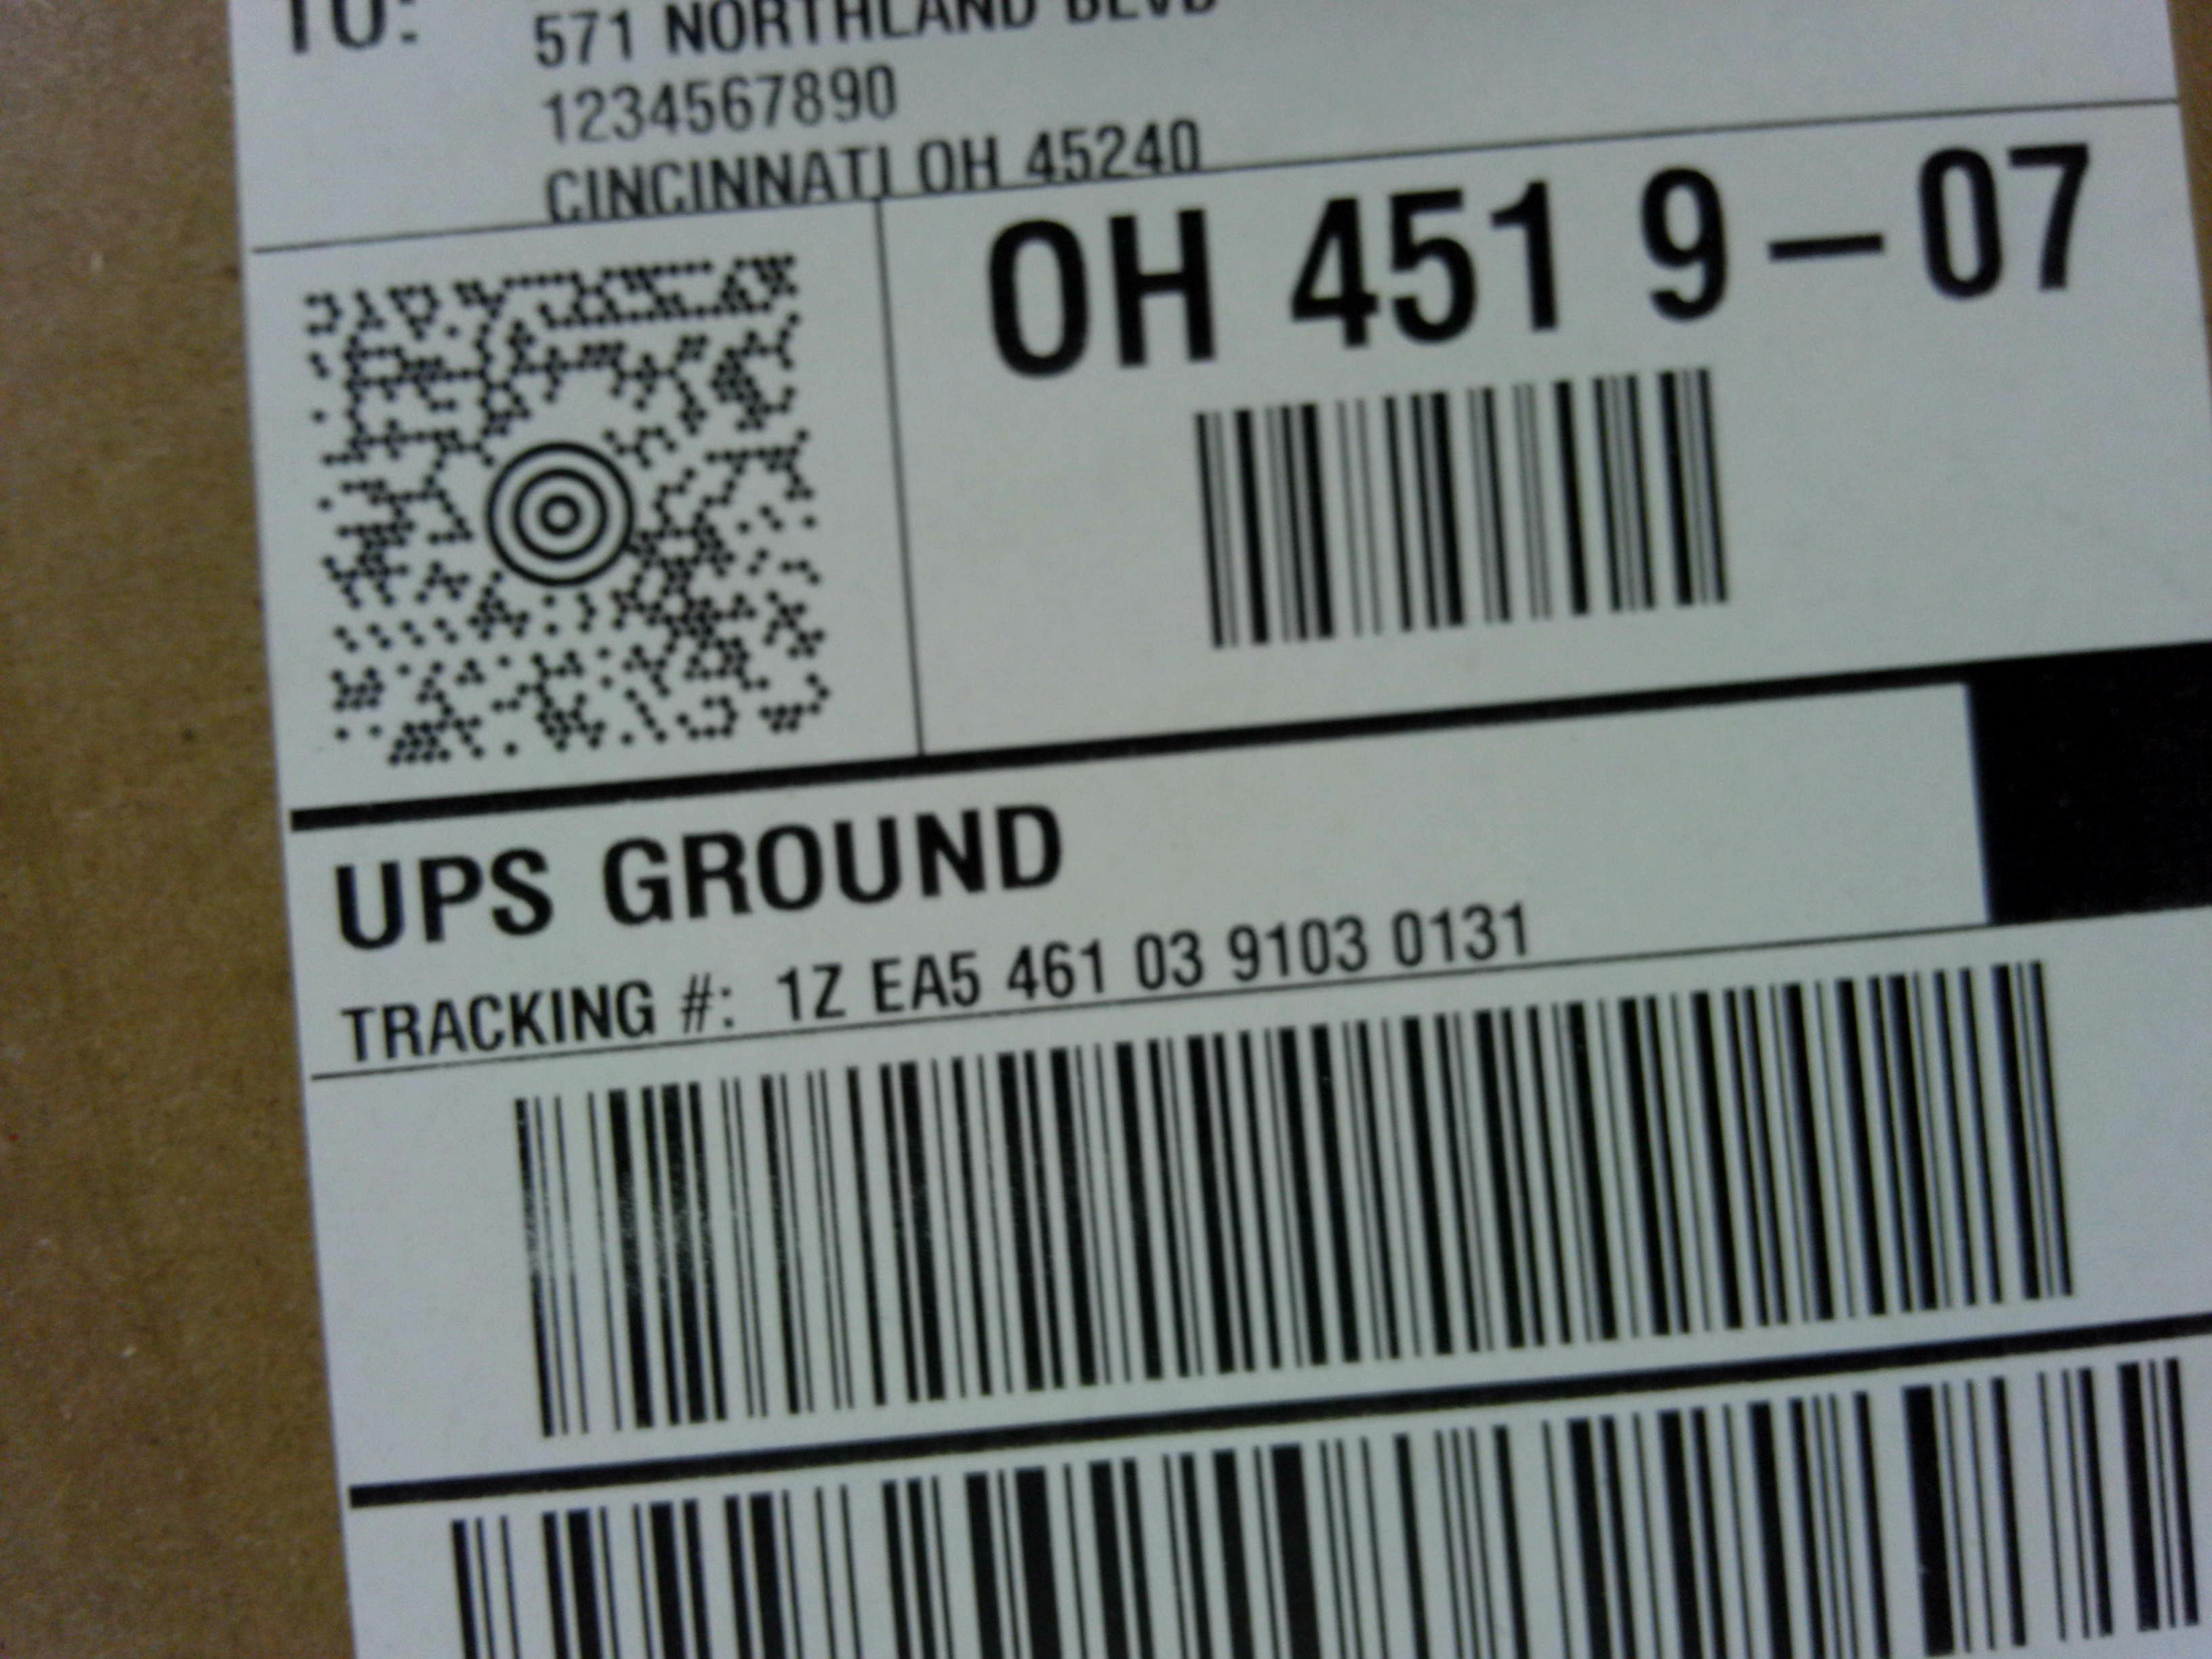 TO:
571 NORTHLAND BLVD
1234567890
CINCINNATI OH 45240
OH 451 9-07
UPS GROUND
TRACKING #: 1Z EA5 461 03 9103 0131